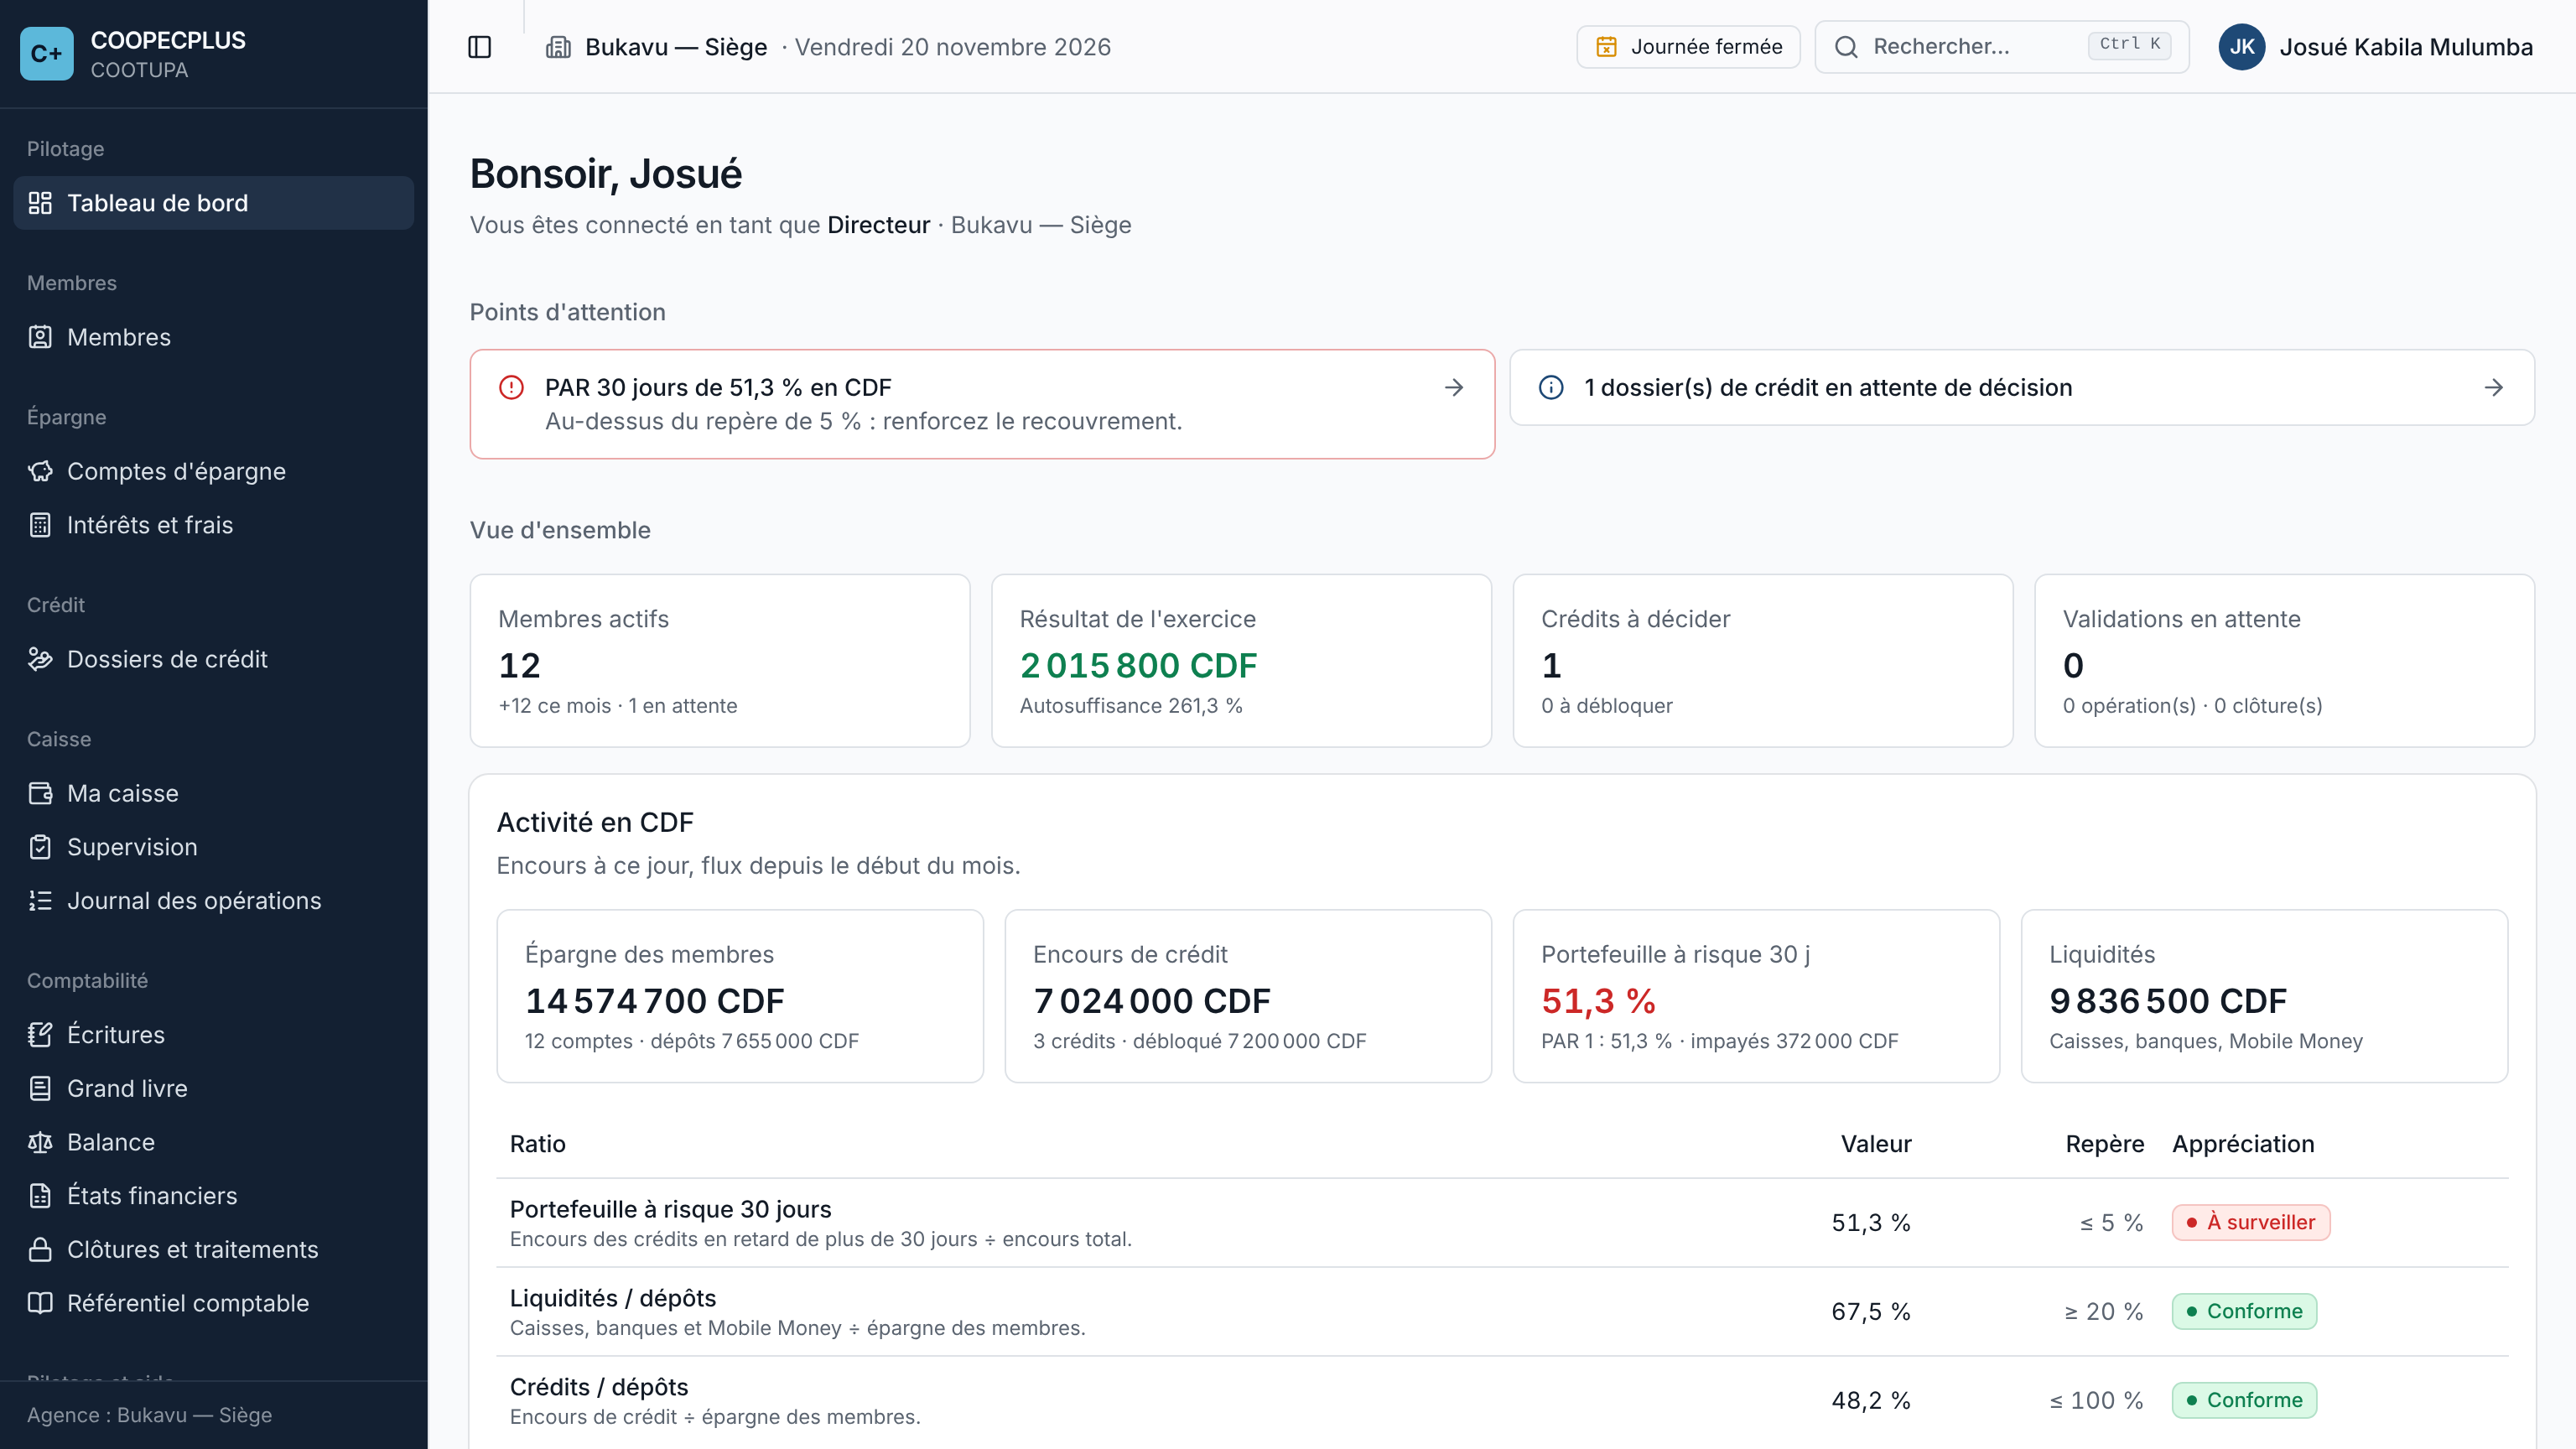 C+
COOPECPLUS
COOTUPA
Pilotage
Tableau de bord
Membres
Membres
Épargne
Comptes d'épargne
Intérêts et frais
Crédit
Dossiers de crédit
Caisse
Ma caisse
Supervision
Journal des opérations
Comptabilité
Écritures
Grand livre
Balance
États financiers
Clôtures et traitements
Référentiel comptable
Agence : Bukavu — Siège
Bukavu — Siège · Vendredi 20 novembre 2026
Journée fermée
Rechercher... Ctrl K
JK Josué Kabila Mulumba
Bonsoir, Josué
Vous êtes connecté en tant que Directeur · Bukavu — Siège
Points d'attention
PAR 30 jours de 51,3 % en CDF
Au-dessus du repère de 5 % : renforcez le recouvrement.
1 dossier(s) de crédit en attente de décision
Vue d'ensemble
Membres actifs
12
+12 ce mois · 1 en attente
Résultat de l'exercice
2 015 800 CDF
Autosuffisance 261,3 %
Crédits à décider
1
0 à débloquer
Validations en attente
0
0 opération(s) · 0 clôture(s)
Activité en CDF
Encours à ce jour, flux depuis le début du mois.
Épargne des membres
14 574 700 CDF
12 comptes · dépôts 7 655 000 CDF
Encours de crédit
7 024 000 CDF
3 crédits · débloqué 7 200 000 CDF
Portefeuille à risque 30 j
51,3 %
PAR 1 : 51,3 % · impayés 372 000 CDF
Liquidités
9 836 500 CDF
Caisses, banques, Mobile Money
Ratio Valeur Repère Appréciation
Portefeuille à risque 30 jours
Encours des crédits en retard de plus de 30 jours ÷ encours total.
51,3 % ≤ 5 % À surveiller
Liquidités / dépôts
Caisses, banques et Mobile Money ÷ épargne des membres.
67,5 % ≥ 20 % Conforme
Crédits / dépôts
Encours de crédit ÷ épargne des membres.
48,2 % ≤ 100 % Conforme